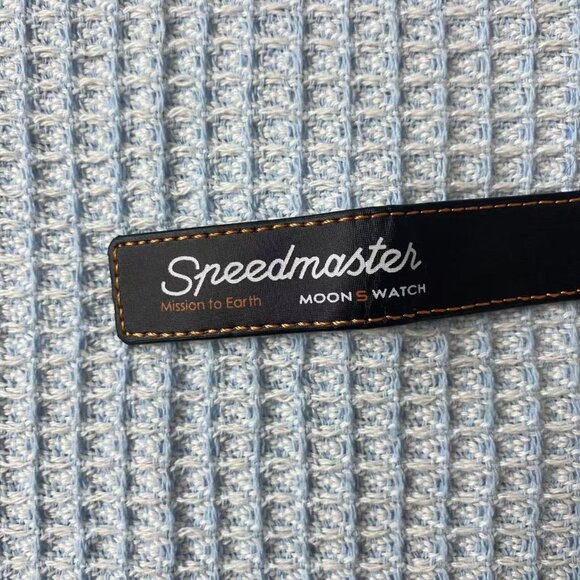 Speedmaster
Mission to Earth MOON S WATCH